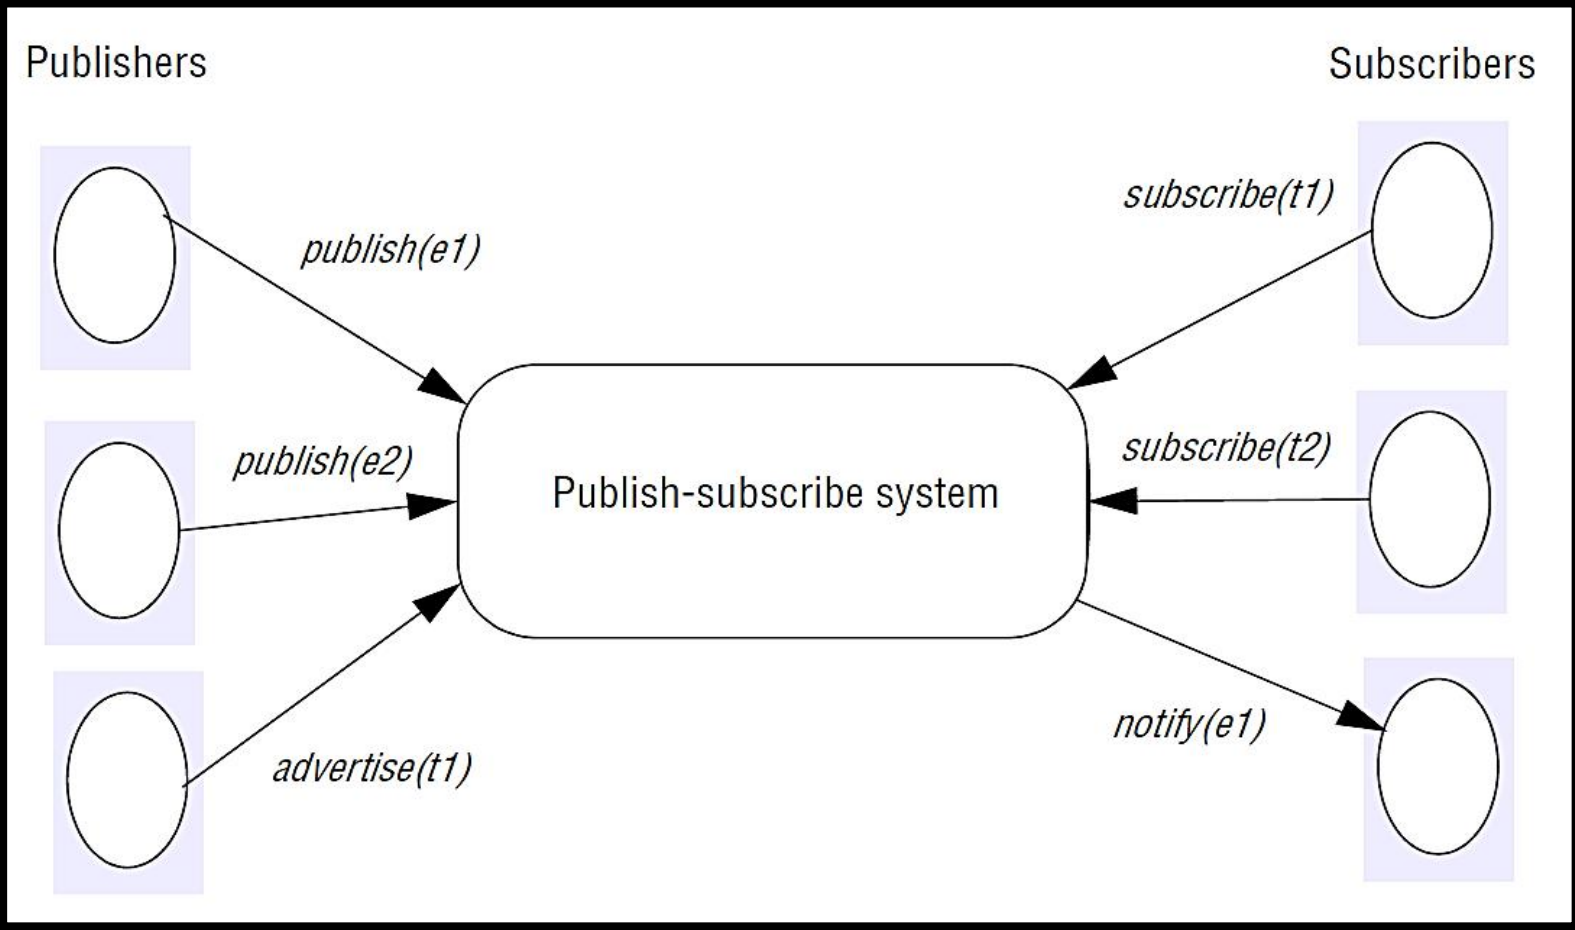 Publishers
Subscribers
publish(e1)
subscribe(t1)
publish(e2)
subscribe(t2)
Publish-subscribe system
advertise(t1)
notify(e1)